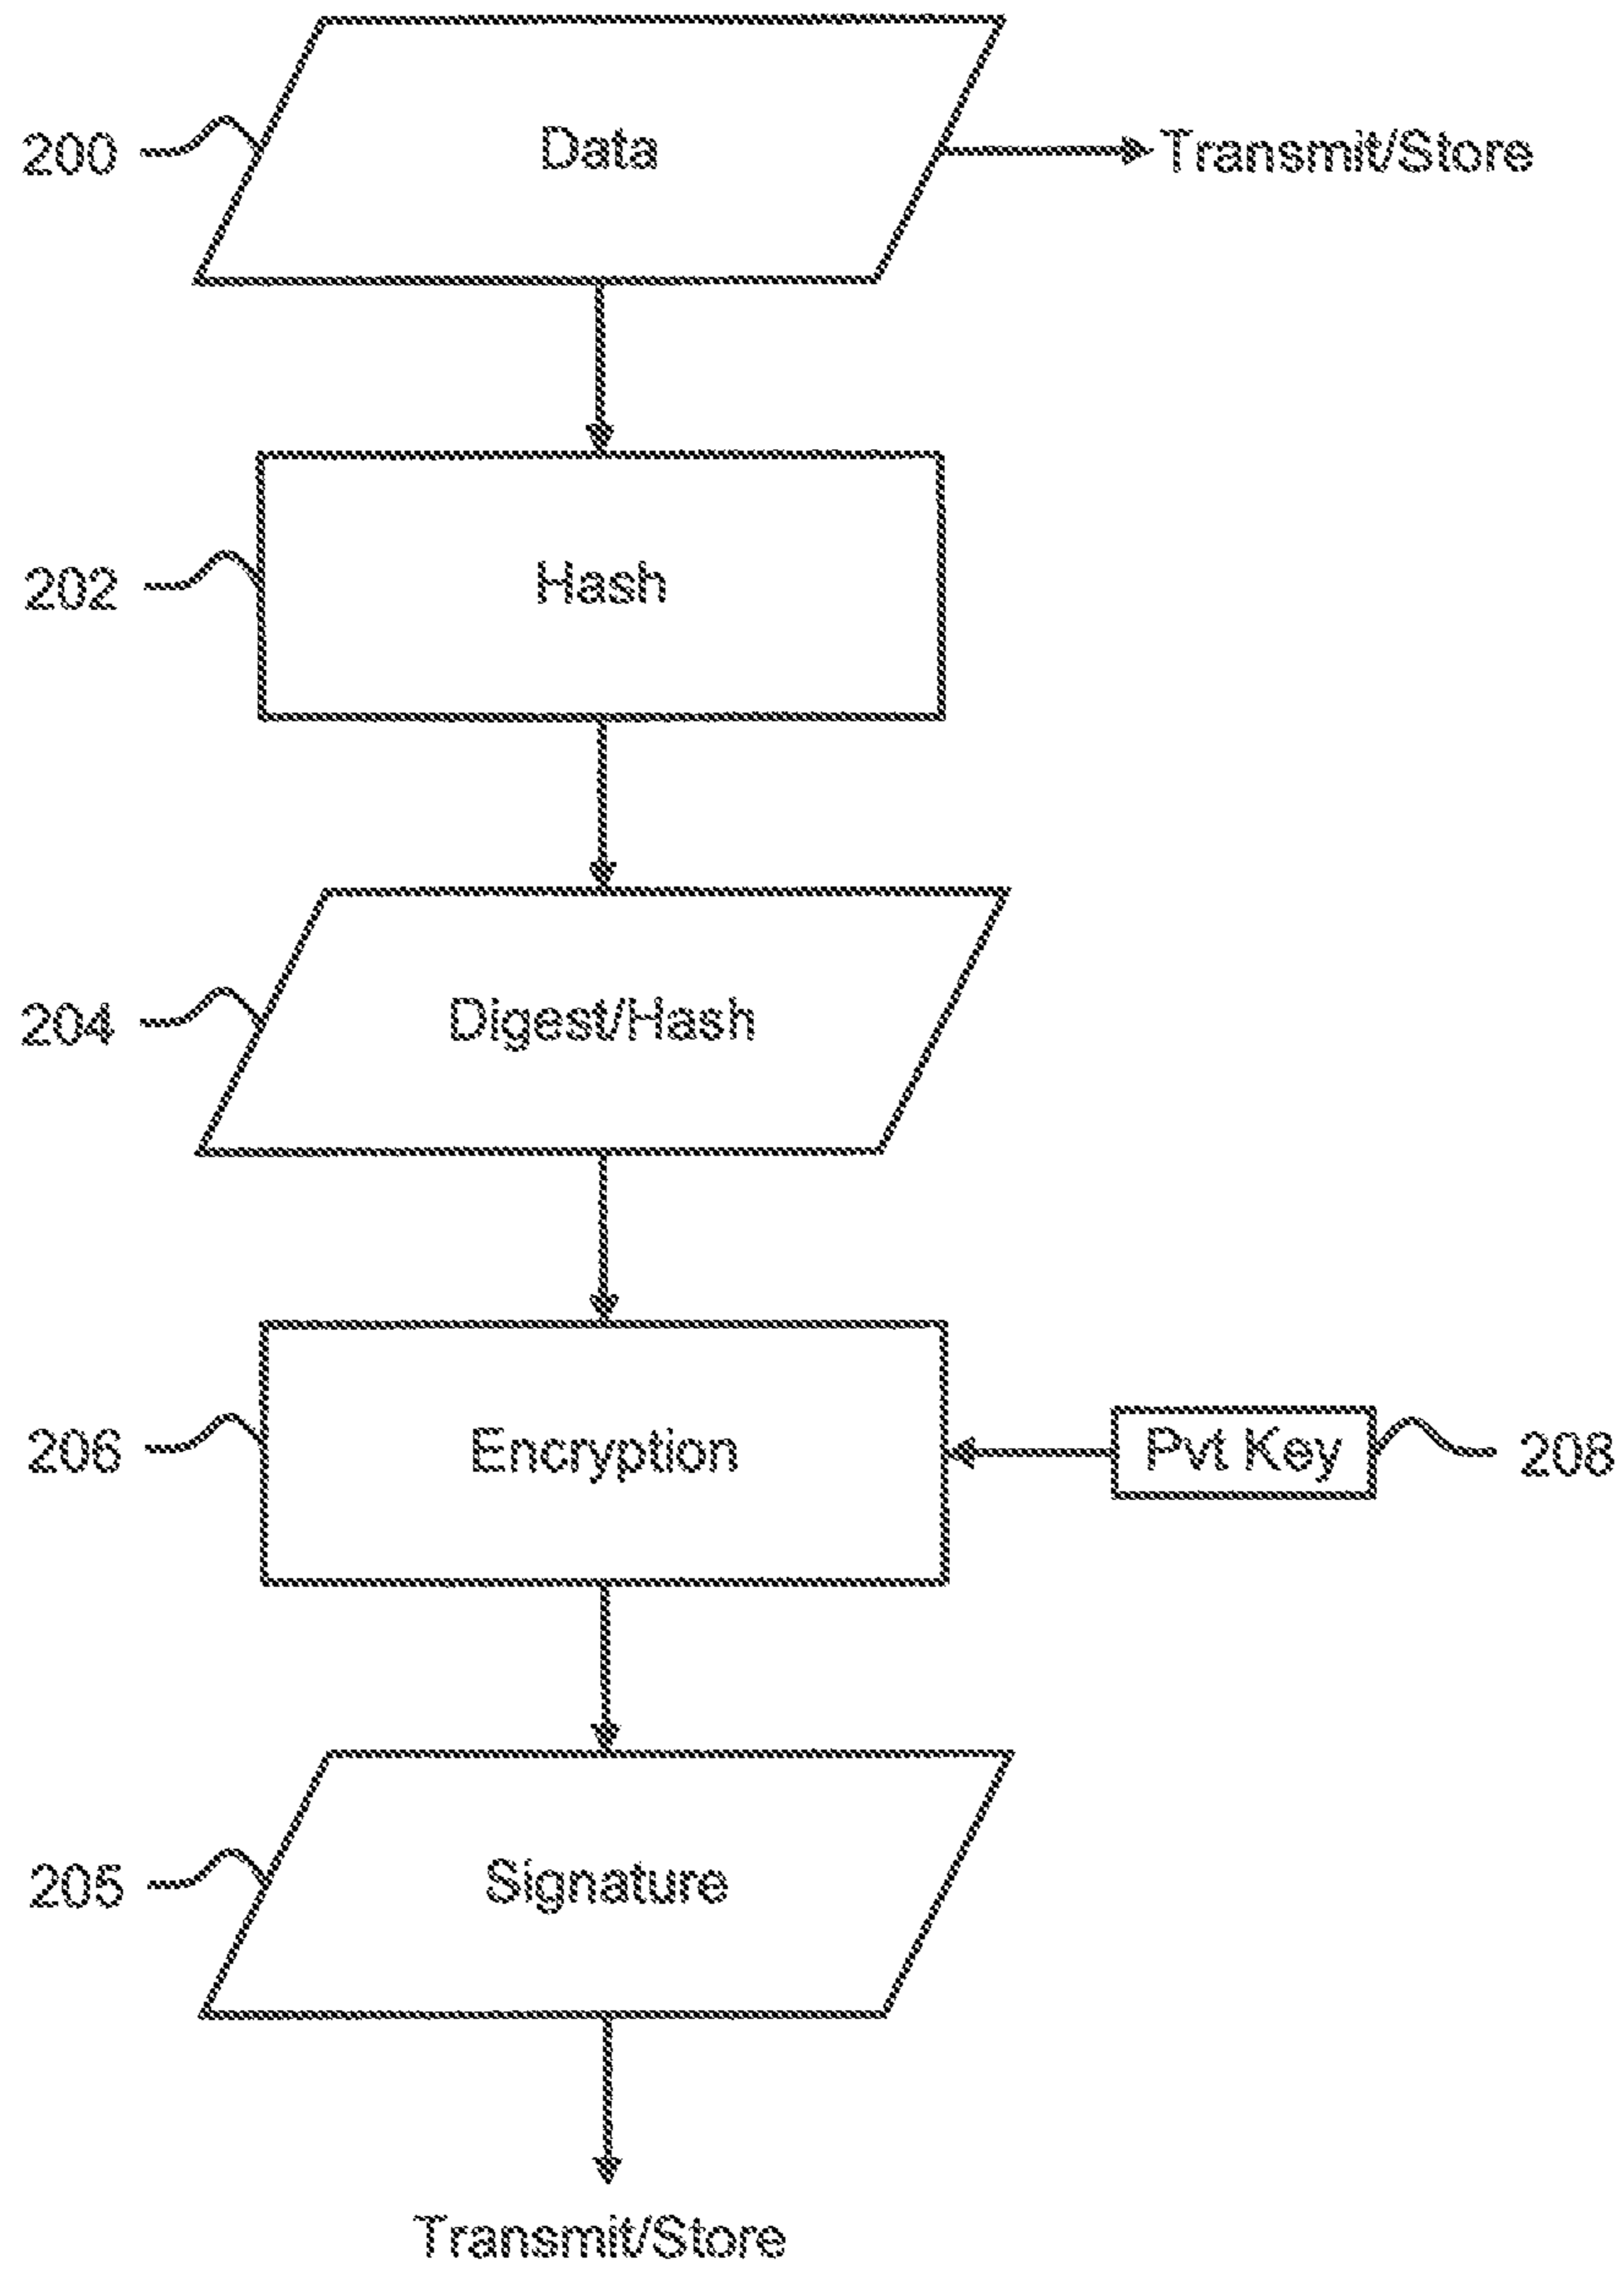 200
Data
Transmit/Store
202
Hash
204
Digest/Hash
206
Encryption
Pvt Key
208
205
Signature
Transmit/Store